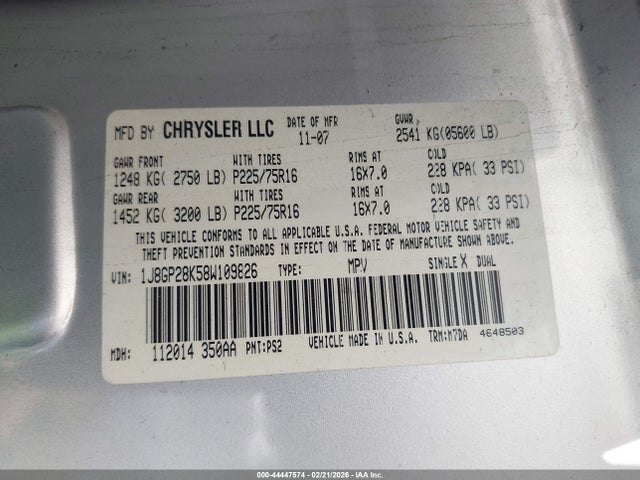 MFD BY CHRYSLER LLC DATE OF MFR 11-07 GVWR 2541 KG(05600 LB)
GAWR FRONT WITH TIRES RIMS AT COLD
1248 KG( 2750 LB) P225/75R16 16X7.0 228 KPA( 33 PSI)
GAWR REAR WITH TIRES RIMS AT COLD
1452 KG( 3200 LB) P225/75R16 16X7.0 228 KPA( 33 PSI)
THIS VEHICLE CONFORMS TO ALL APPLICABLE U.S.A. FEDERAL MOTOR VEHICLE SAFETY AND
THEFT PREVENTION STANDARDS IN EFFECT ON THE DATE OF MANUFACTURE SHOWN ABOVE.
VIN: 1J8GP28K58W109826 TYPE: MPV SINGLE X DUAL
MDH: 112014 350AA PNT:PS2 VEHICLE MADE IN U.S.A. TRM:M7DA 4648503
000-44447574 - 02/21/2026 - © IAA Inc.